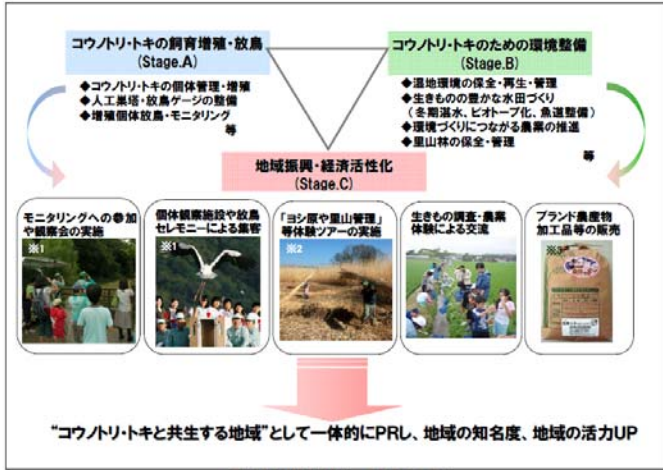 コウノトリ・トキの飼育増殖・放鳥
(Stage.A)
◆コウノトリ・トキの個体管理・増殖
◆人工巣塔・放鳥ゲージの整備
◆増殖個体放鳥・モニタリング
等
コウノトリ・トキのための環境整備
(Stage.B)
◆湿地環境の保全・再生・管理
◆生きものの豊かな水田づくり
(冬期湛水、ビオトープ化、魚道整備)
◆環境づくりにつながる農業の推進
◆里山林の保全・管理
等
地域振興・経済活性化
(Stage.C)
モニタリングへの参加
や観察会の実施
※1
個体観察施設や放鳥
セレモニーによる集客
※1
「ヨシ原や里山管理」
等体験ツアーの実施
※2
生きもの調査・農業
体験による交流
ブランド農産物
加工品等の販売
※3
“コウノトリ・トキと共生する地域”として一体的にPRし、地域の知名度、地域の活力UP